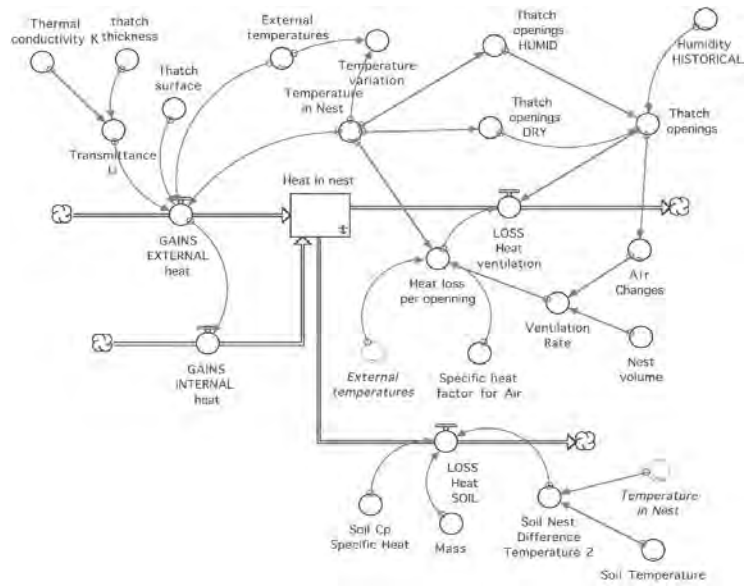 Thermal
conductivity K
thatch
thickness
External
temperatures
Temperature
variation
Thatch
openings
HUMID
Humidity
HISTORICAL
Thatch
surface
Temperature
in Nest
Thatch
openings
DRY
Thatch
openings
Transmittance
U
Heat in nest
GAINS
EXTERNAL
heat
LOSS
Heat
ventilation
Heat loss
per openning
Air
Changes
Ventilation
Rate
GAINS
INTERNAL
heat
External
temperatures
Specific heat
factor for Air
Nest
volume
LOSS
Heat
SOIL
Soil Cp
Specific Heat
Mass
Soil Nest
Difference
Temperature 2
Temperature
in Nest
Soil Temperature